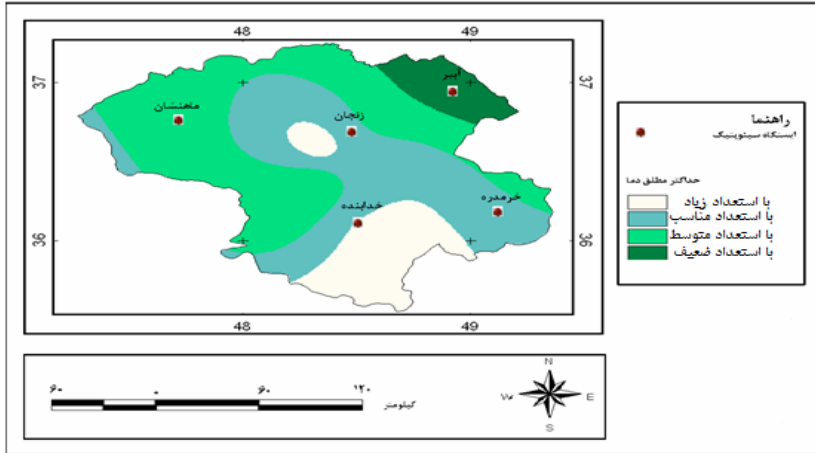 48 49
37 37
آببر
ماهنشان
زنجان
خرمدره
خدابنده
36 36
48 49
راهنما
ایستگاه سینوپتیک
حداکثر مطلق دما
با استعداد زیاد
با استعداد مناسب
با استعداد متوسط
با استعداد ضعیف
۶۰ ۰ ۶۰ ۱۲۰
کیلومتر
N
W E
S